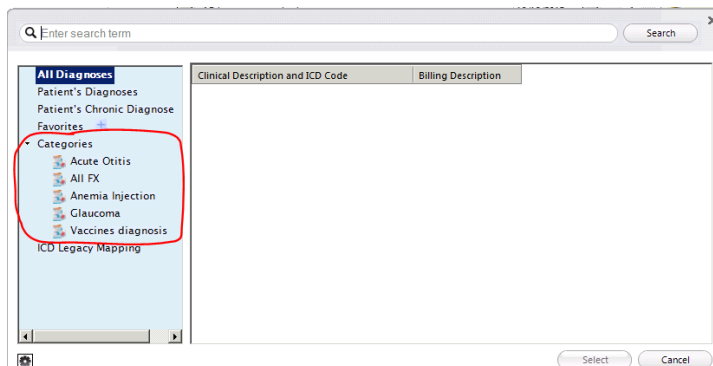 Enter search term
Search
All Diagnoses
Patient's Diagnoses
Patient's Chronic Diagnose
Favorites
Categories
Acute Otitis
All FX
Anemia Injection
Glaucoma
Vaccines diagnosis
ICD Legacy Mapping
Clinical Description and ICD Code Billing Description
Select Cancel